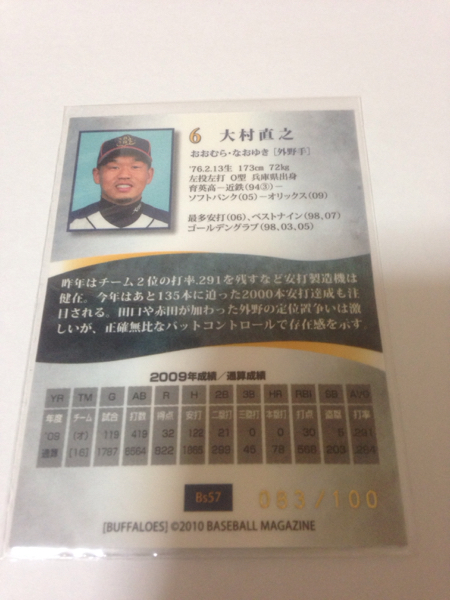 6 大村直之
おおむら・なおゆき［外野手］
'76.2.13生 173cm 72kg
左投左打 O型 兵庫県出身
育英高－近鉄(94③)－
ソフトバンク(05)－オリックス(09)
最多安打(06)、ベストナイン(98,07)
ゴールデングラブ(98,03,05)
昨年はチーム2位の打率.291を残すなど安打製造機は
健在。今年はあと135本に迫った2000本安打達成も注
目される。田口や赤田が加わった外野の定位置争いは激
しいが、正確無比なバットコントロールで存在感を示す。
2009年成績／通算成績
YR TM G AB R H 2B 3B HR RBI SB AVG
年度 チーム 試合 打数 得点 安打 二塁打 三塁打 本塁打 打点 盗塁 打率
'09 (オ) 119 419 32 122 21 0 0 30 5 .291
通算 [16] 1787 6564 822 1865 299 45 78 568 203 .284
Bs57 083/100
[BUFFALOES]©2010 BASEBALL MAGAZINE